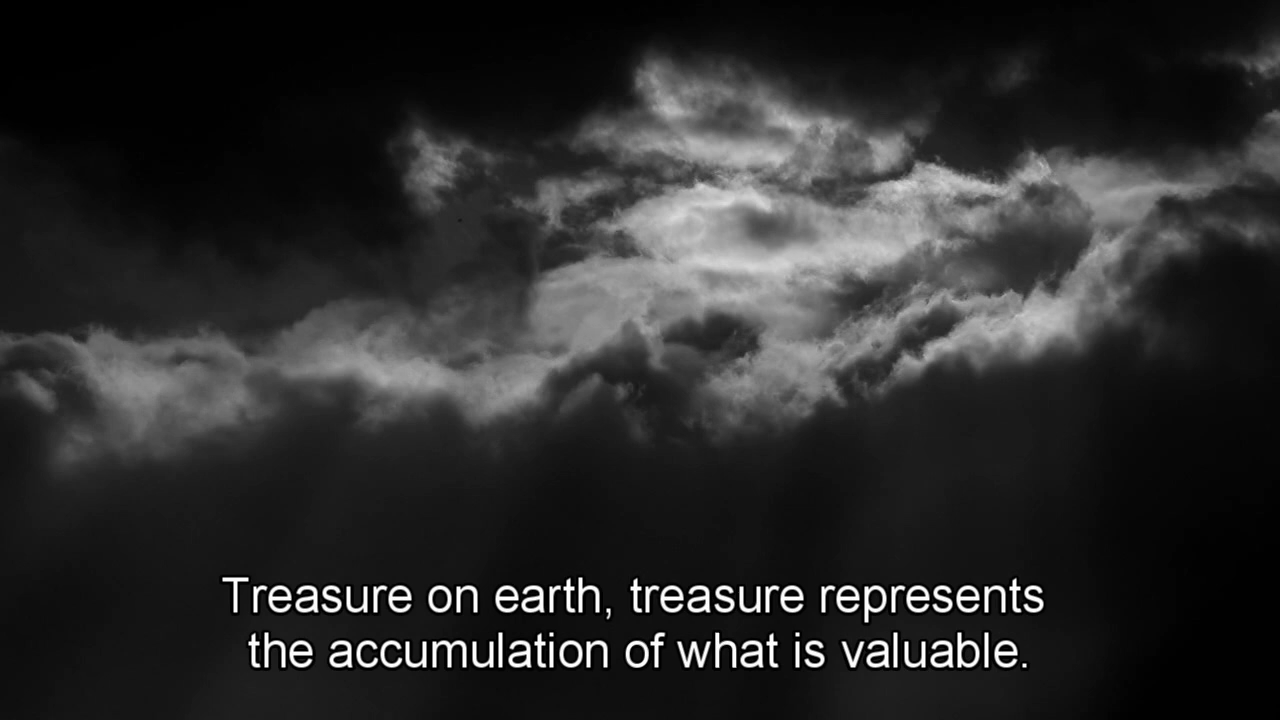 Treasure on earth, treasure represents
the accumulation of what is valuable.